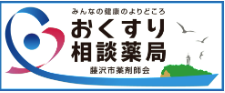 みんなの健康のよりどころ
おくすり
相談薬局
藤沢市薬剤師会